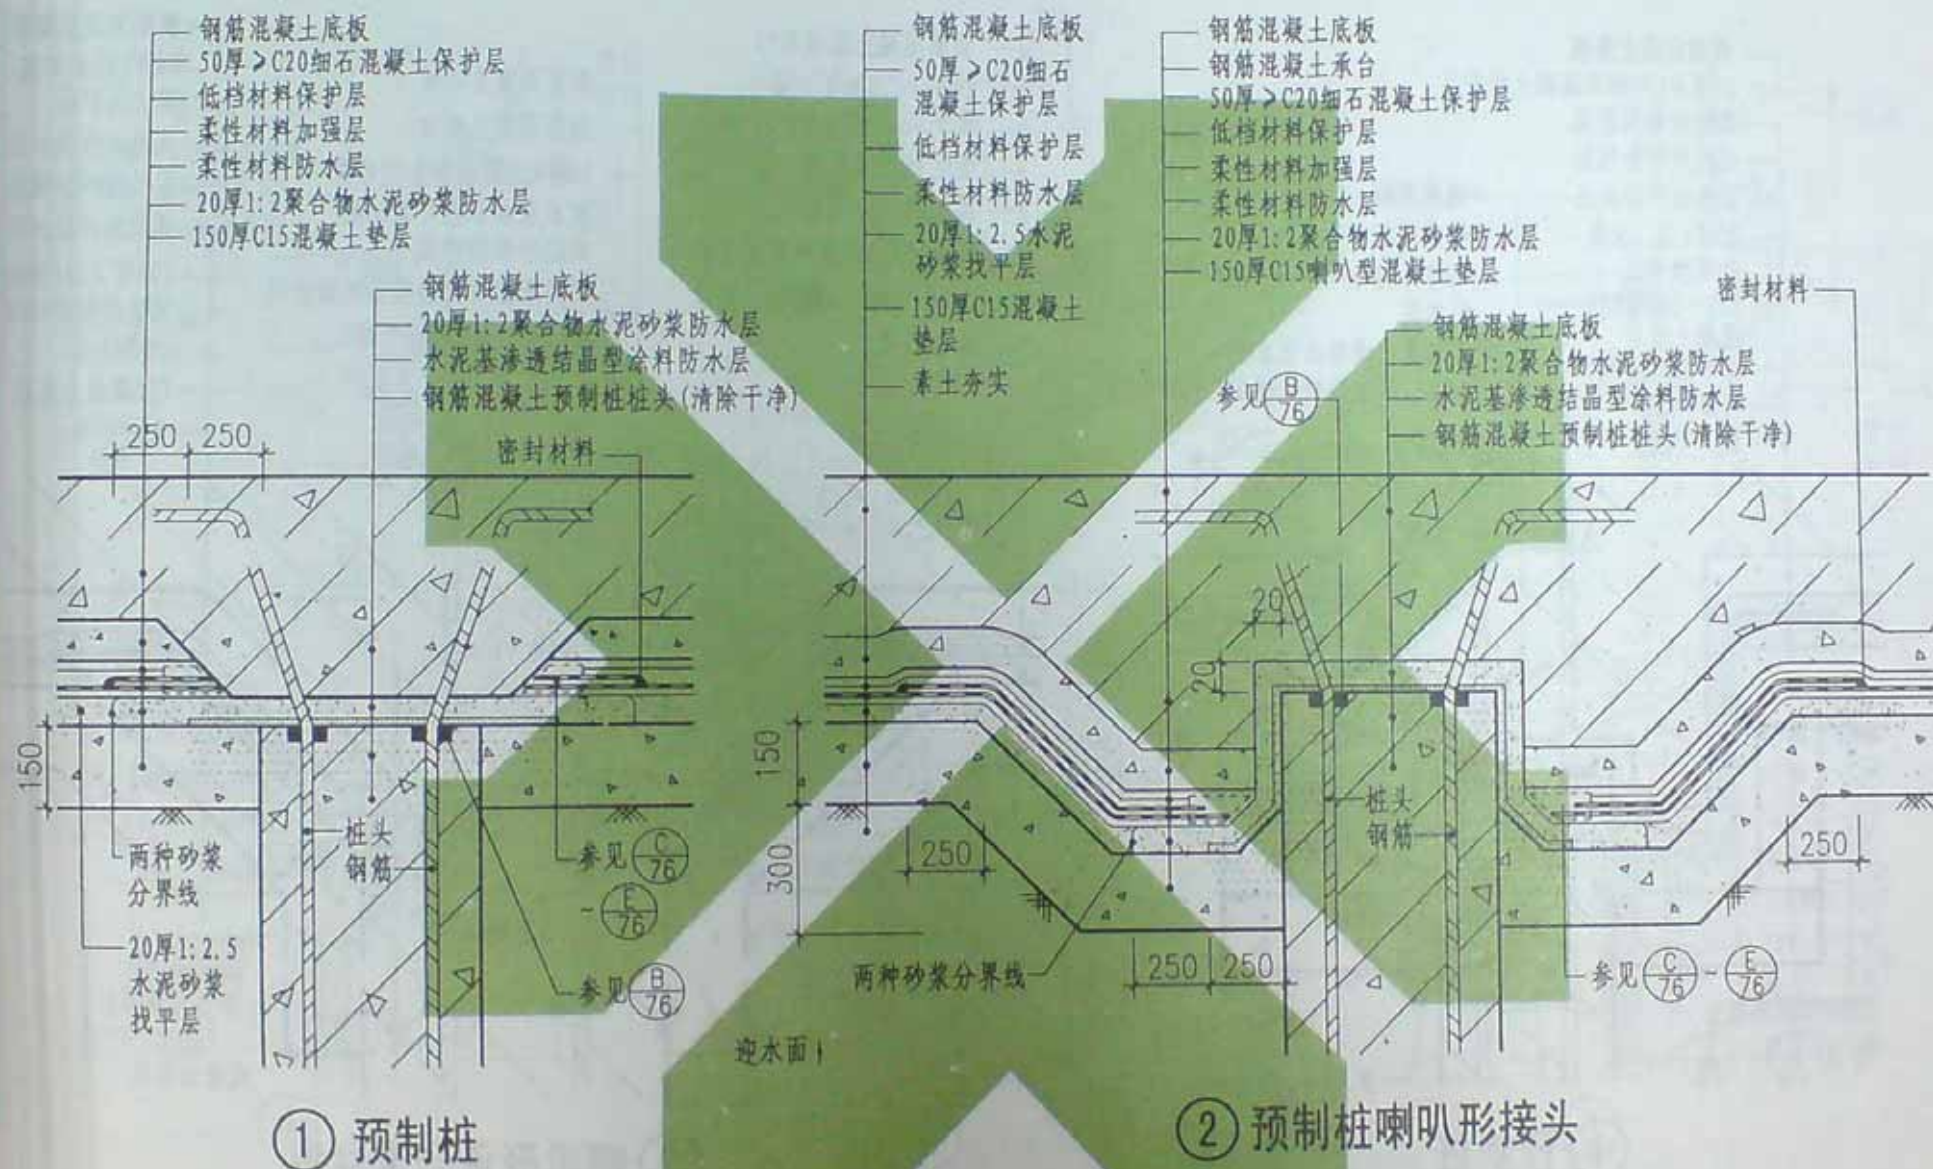 钢筋混凝土底板
50厚≥C20细石混凝土保护层
低档材料保护层
柔性材料加强层
柔性材料防水层
20厚1:2聚合物水泥砂浆防水层
150厚C15混凝土垫层
钢筋混凝土底板
20厚1:2聚合物水泥砂浆防水层
水泥基渗透结晶型涂料防水层
钢筋混凝土预制桩桩头(清除干净)
250 250
密封材料
150
两种砂浆
分界线
20厚1:2.5
水泥砂浆
找平层
桩头
钢筋
参见 C/76
~ E/76
参见 B/76
① 预制桩
钢筋混凝土底板
50厚≥C20细石
混凝土保护层
低档材料保护层
柔性材料防水层
20厚1:2.5水泥
砂浆找平层
150厚C15混凝土
垫层
素土夯实
钢筋混凝土底板
钢筋混凝土承台
50厚≥C20细石混凝土保护层
低档材料保护层
柔性材料加强层
柔性材料防水层
20厚1:2聚合物水泥砂浆防水层
150厚C15喇叭型混凝土垫层
密封材料
参见 B/76
钢筋混凝土底板
20厚1:2聚合物水泥砂浆防水层
水泥基渗透结晶型涂料防水层
钢筋混凝土预制桩桩头(清除干净)
20
20
150
300
250
桩头
钢筋
250
两种砂浆分界线
250 250
参见 C/76 ~ E/76
迎水面
② 预制桩喇叭形接头